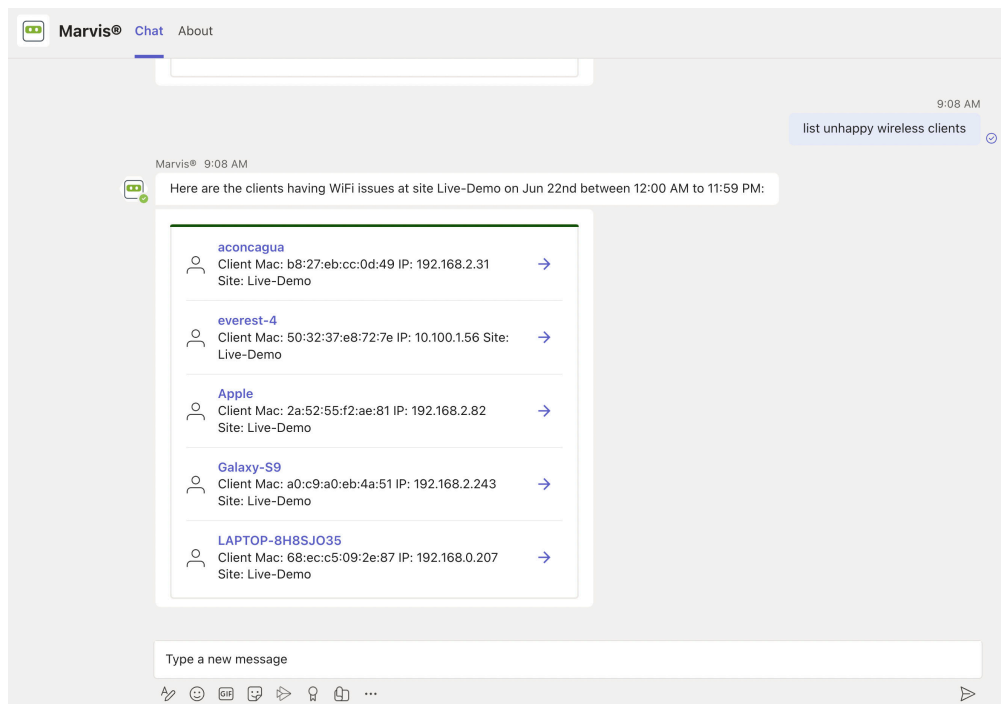 Marvis® Chat About
9:08 AM
list unhappy wireless clients
Marvis® 9:08 AM
Here are the clients having WiFi issues at site Live-Demo on Jun 22nd between 12:00 AM to 11:59 PM:
aconcagua
Client Mac: b8:27:eb:cc:0d:49 IP: 192.168.2.31
Site: Live-Demo
everest-4
Client Mac: 50:32:37:e8:72:7e IP: 10.100.1.56 Site:
Live-Demo
Apple
Client Mac: 2a:52:55:f2:ae:81 IP: 192.168.2.82
Site: Live-Demo
Galaxy-S9
Client Mac: a0:c9:a0:eb:4a:51 IP: 192.168.2.243
Site: Live-Demo
LAPTOP-8H8SJO35
Client Mac: 68:ec:c5:09:2e:87 IP: 192.168.0.207
Site: Live-Demo
Type a new message
GIF